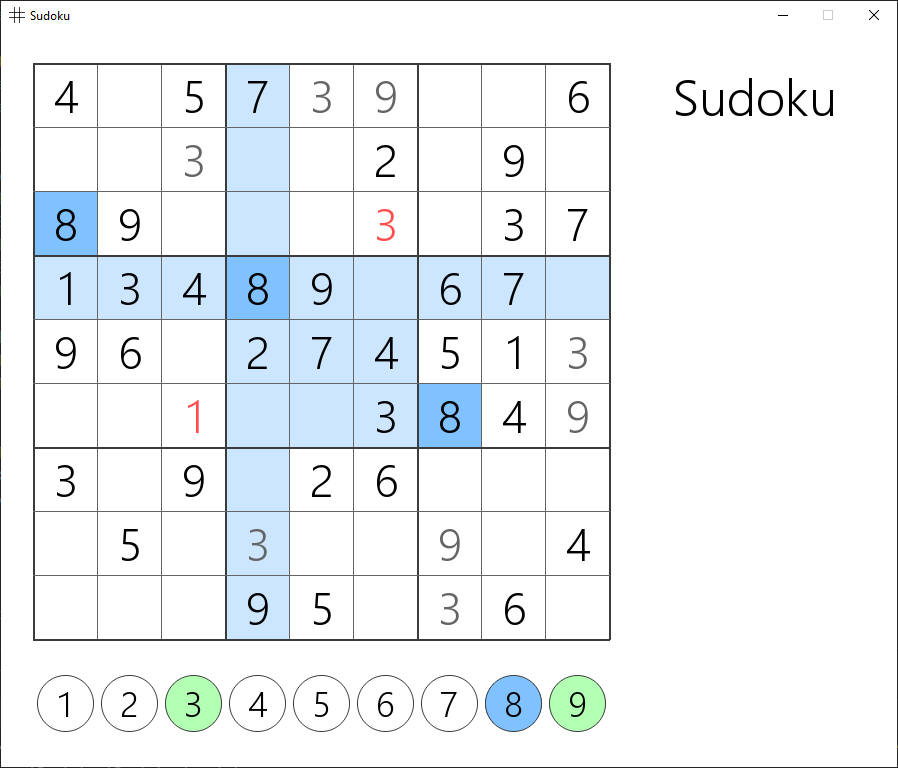 Sudoku
4 5 7 3 9 6
Sudoku
3 2 9
8 9 3 3 7
1 3 4 8 9 6 7
9 6 2 7 4 5 1 3
1 3 8 4 9
3 9 2 6
5 3 9 4
9 5 3 6
1 2 3 4 5 6 7 8 9